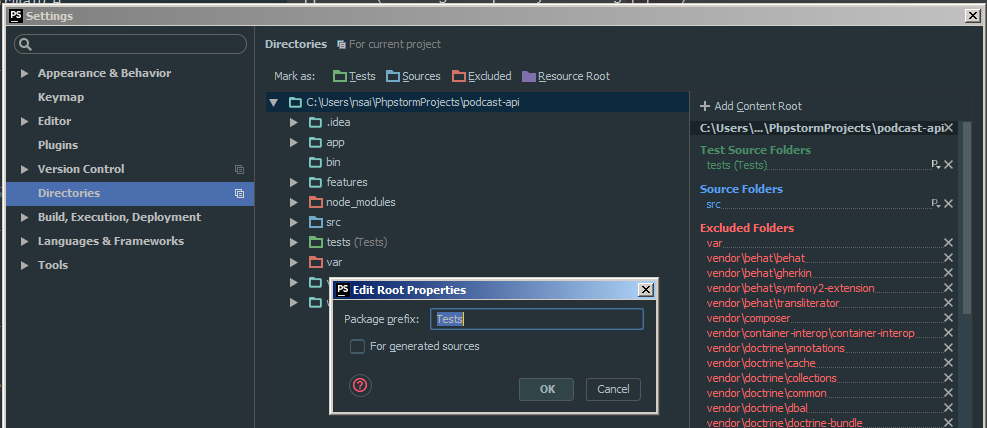 Settings
Directories For current project
Appearance & Behavior
Keymap
Editor
Plugins
Version Control
Directories
Build, Execution, Deployment
Languages & Frameworks
Tools
Mark as: Tests Sources Excluded Resource Root
C:\Users\nsai\PhpstormProjects\podcast-api
.idea
app
bin
features
node_modules
src
tests (Tests)
var
Add Content Root
C:\Users\...\PhpstormProjects\podcast-api
Test Source Folders
tests (Tests)
Source Folders
src
Excluded Folders
var
vendor\behat\behat
vendor\behat\gherkin
vendor\behat\symfony2-extension
vendor\behat\transliterator
vendor\composer
vendor\container-interop\container-interop
vendor\doctrine\annotations
vendor\doctrine\cache
vendor\doctrine\collections
vendor\doctrine\common
vendor\doctrine\dbal
vendor\doctrine\doctrine-bundle
PS Edit Root Properties
Package prefix: Tests
For generated sources
OK Cancel